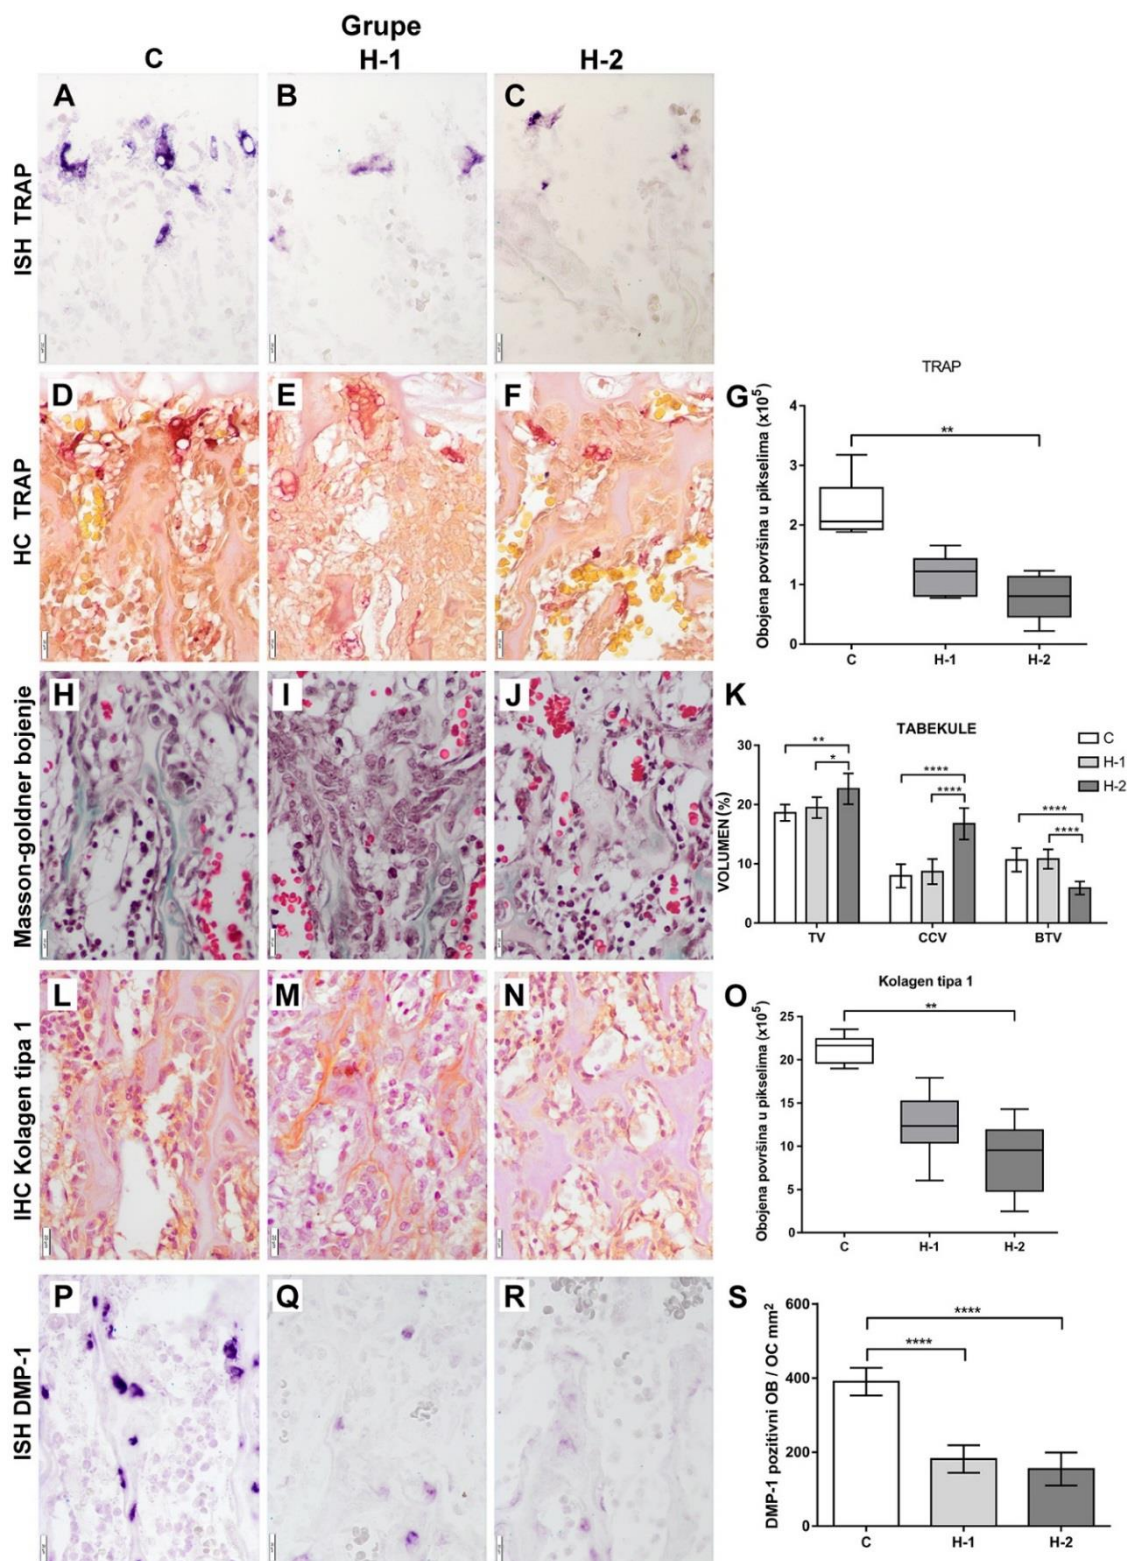 Grupe
C
H-1
H-2
ISH TRAP
A
B
C
HC TRAP
D
E
F
G
TRAP
Obojena površina u pikselima (x10⁵)
4
3
2
1
0
**
C
H-1
H-2
Masson-goldner bojenje
H
I
J
K
TABEKULE
VOLUMEN (%)
30
20
10
0
**
*
****
****
****
****
C
H-1
H-2
TV
CCV
BTV
IHC Kolagen tipa 1
L
M
N
O
Kolagen tipa 1
Obojena površina u pikselima (x10⁵)
25
20
15
10
5
0
**
C
H-1
H-2
ISH DMP-1
P
Q
R
S
DMP-1 pozitivni OB / OC mm²
600
400
200
0
****
****
C
H-1
H-2